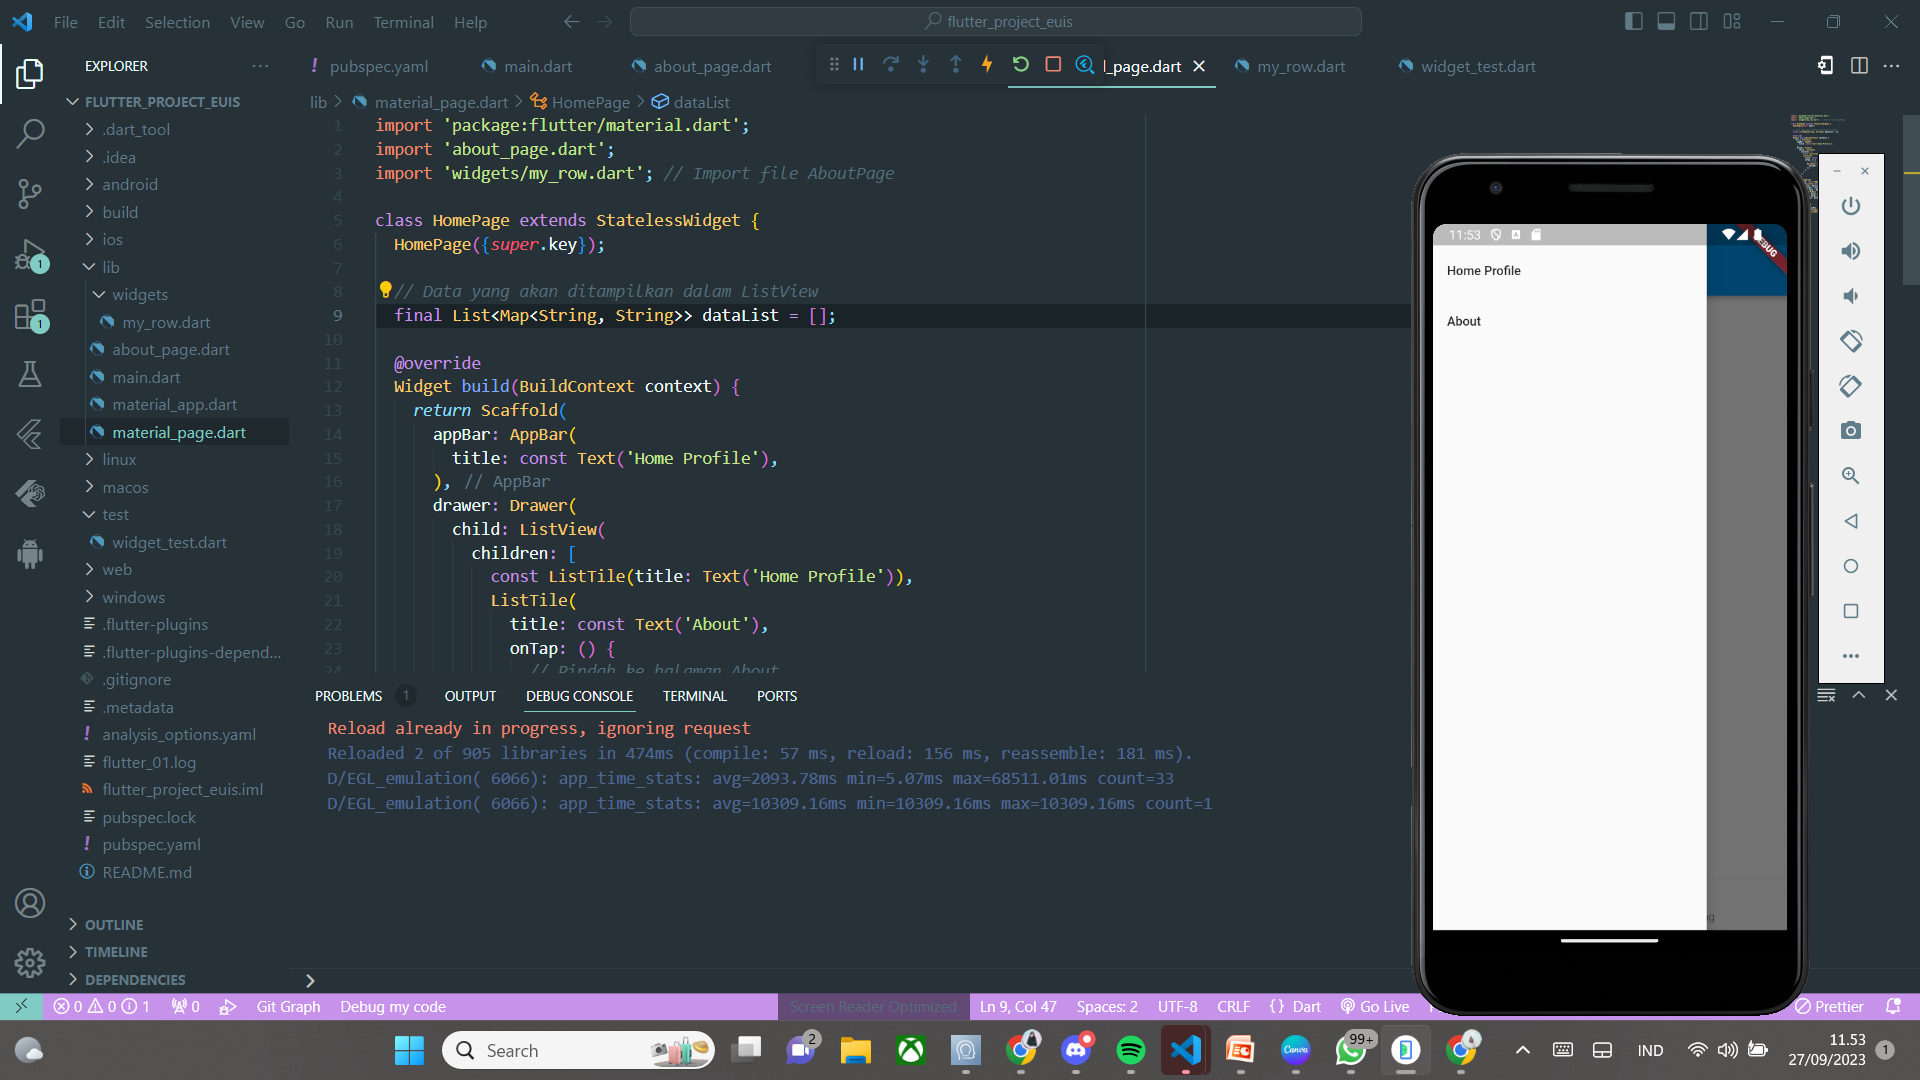 File Edit Selection View Go Run Terminal Help
flutter_project_euis
EXPLORER
pubspec.yaml
main.dart
about_page.dart
l_page.dart
my_row.dart
widget_test.dart
FLUTTER_PROJECT_EUIS
.dart_tool
.idea
android
build
ios
lib
widgets
my_row.dart
about_page.dart
main.dart
material_app.dart
material_page.dart
linux
macos
test
widget_test.dart
web
windows
.flutter-plugins
.flutter-plugins-depend...
.gitignore
.metadata
analysis_options.yaml
flutter_01.log
flutter_project_euis.iml
pubspec.lock
pubspec.yaml
README.md
OUTLINE
TIMELINE
DEPENDENCIES
lib > material_page.dart > HomePage > dataList
1 import 'package:flutter/material.dart';
2 import 'about_page.dart';
3 import 'widgets/my_row.dart'; // Import file AboutPage
4
5 class HomePage extends StatelessWidget {
6 HomePage({super.key});
7
8 // Data yang akan ditampilkan dalam ListView
9 final List<Map<String, String>> dataList = [];
10
11 @override
12 Widget build(BuildContext context) {
13 return Scaffold(
14 appBar: AppBar(
15 title: const Text('Home Profile'),
16 ), // AppBar
17 drawer: Drawer(
18 child: ListView(
19 children: [
20 const ListTile(title: Text('Home Profile')),
21 ListTile(
22 title: const Text('About'),
23 onTap: () {
24 // Pindah ke halaman About
PROBLEMS 1 OUTPUT DEBUG CONSOLE TERMINAL PORTS
Reload already in progress, ignoring request
Reloaded 2 of 905 libraries in 474ms (compile: 57 ms, reload: 156 ms, reassemble: 181 ms).
D/EGL_emulation( 6066): app_time_stats: avg=2093.78ms min=5.07ms max=68511.01ms count=33
D/EGL_emulation( 6066): app_time_stats: avg=10309.16ms min=10309.16ms max=10309.16ms count=1
11:53
Home Profile
About
0 0 1 0 Git Graph Debug my code
Screen Reader Optimized
Ln 9, Col 47 Spaces: 2 UTF-8 CRLF {} Dart Go Live
Prettier
Search
2
Canva
99+
IND
11.53
27/09/2023
1